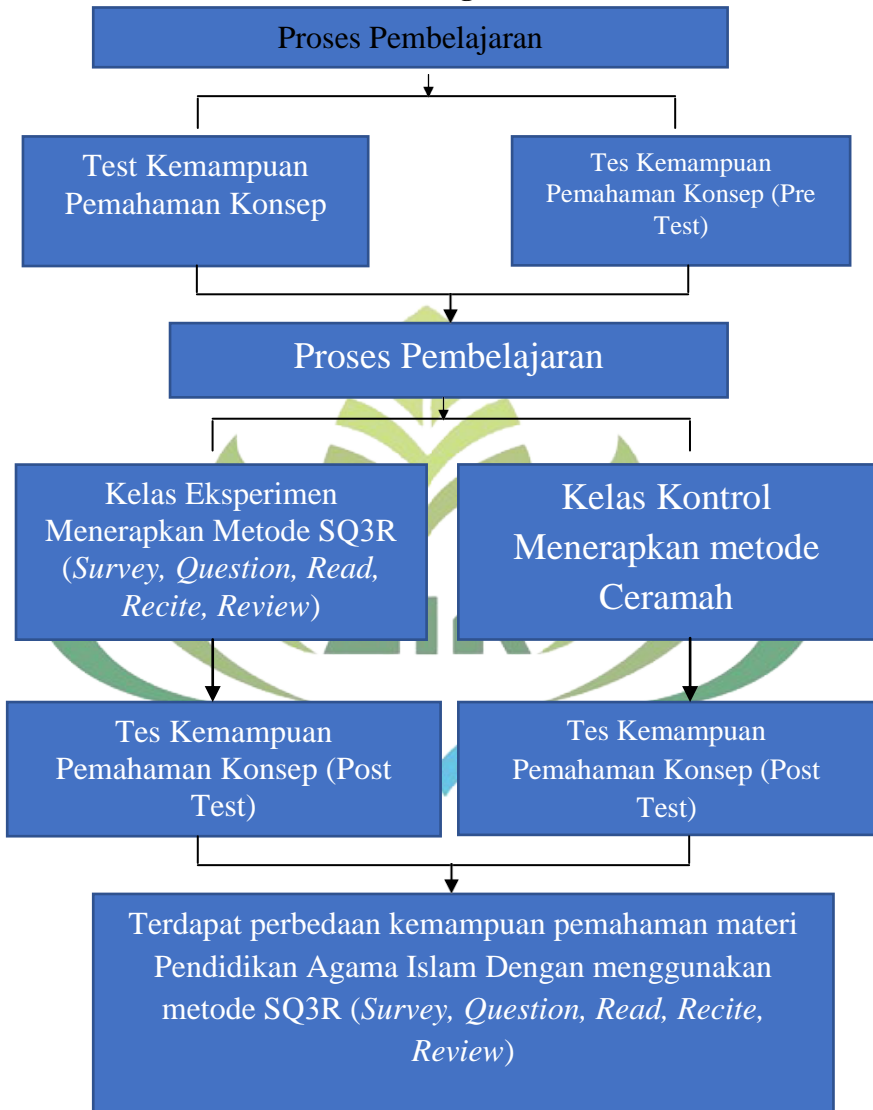 Proses Pembelajaran
Test Kemampuan
Pemahaman Konsep
Tes Kemampuan
Pemahaman Konsep (Pre
Test)
Proses Pembelajaran
Kelas Eksperimen
Menerapkan Metode SQ3R
(Survey, Question, Read,
Recite, Review)
Kelas Kontrol
Menerapkan metode
Ceramah
Tes Kemampuan
Pemahaman Konsep (Post
Test)
Tes Kemampuan
Pemahaman Konsep (Post
Test)
Terdapat perbedaan kemampuan pemahaman materi
Pendidikan Agama Islam Dengan menggunakan
metode SQ3R (Survey, Question, Read, Recite,
Review)